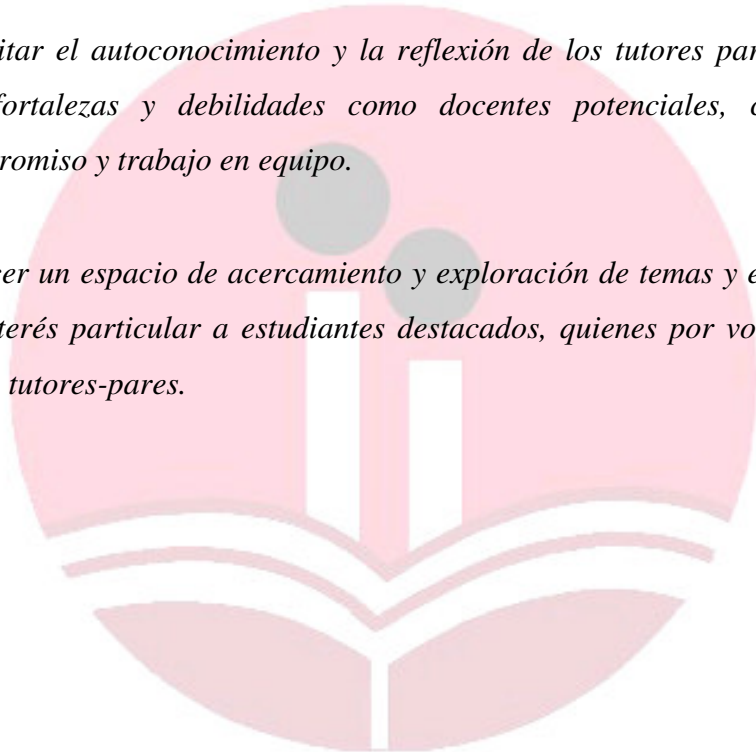 itar el autoconocimiento y la reflexión de los tutores par
fortalezas y debilidades como docentes potenciales,
romiso y trabajo en equipo.
er un espacio de acercamiento y exploración de temas y e
terés particular a estudiantes destacados, quienes por vo
tutores-pares.